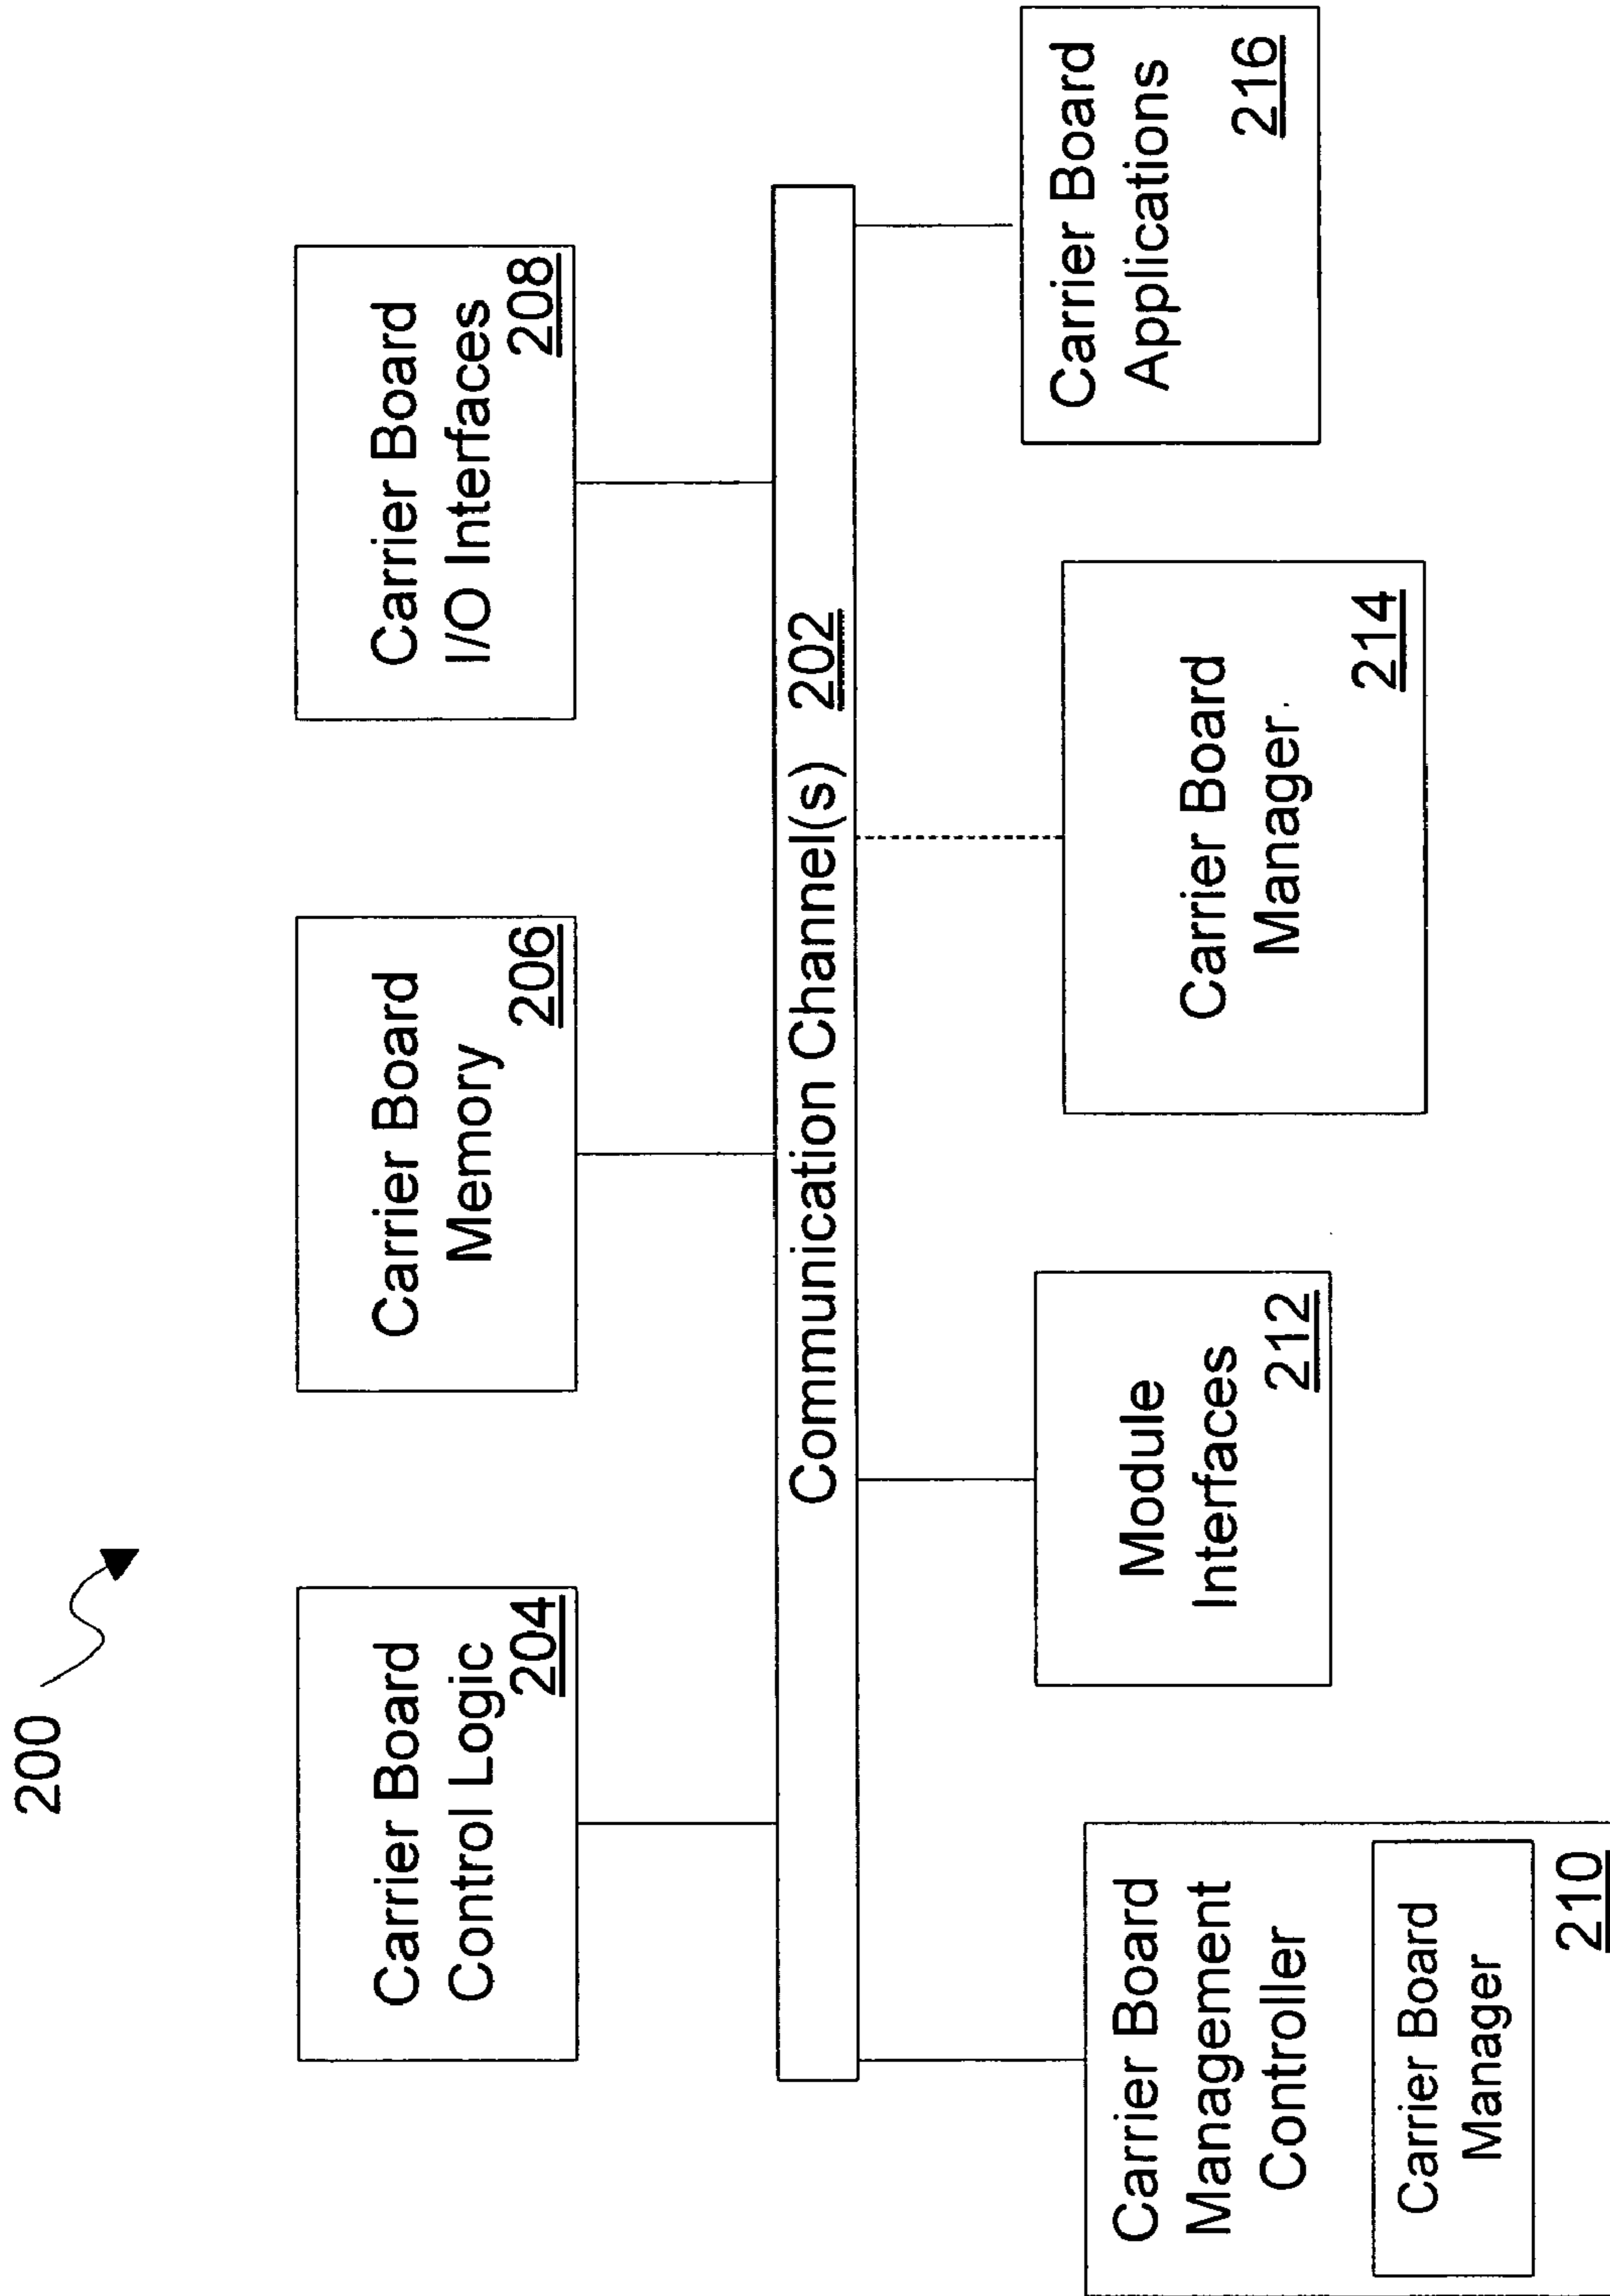 200
Carrier Board
Control Logic
204
Carrier Board
Memory
206
Carrier Board
I/O Interfaces
208
Communication Channel(s) 202
Carrier Board
Management
Controller
Carrier Board
Manager
210
Module
Interfaces
212
Carrier Board
Manager
214
Carrier Board
Applications
216